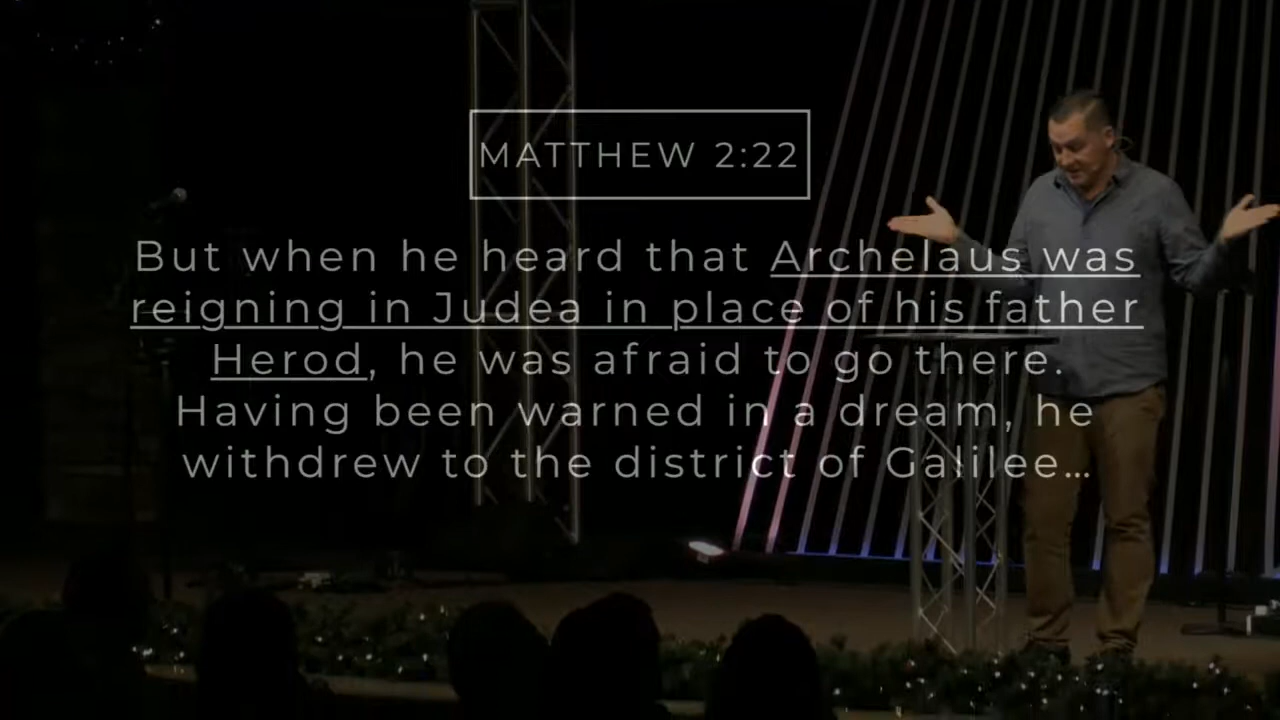 MATTHEW 2:22
But when he heard that Archelaus was
reigning in Judea in place of his father
Herod, he was afraid to go there.
Having been warned in a dream, he
withdrew to the district of Galilee…